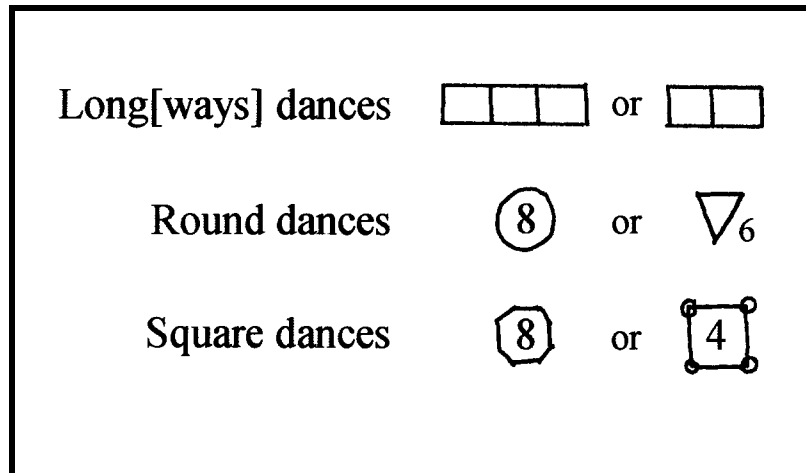 Long[ways] dances or
Round dances 8 or 6
Square dances 8 or 4